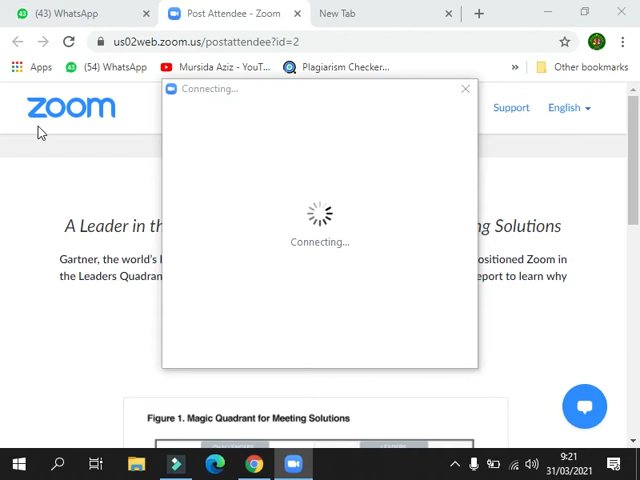 (43) WhatsApp
Post Attendee - Zoom
New Tab
us02web.zoom.us/postattendee?id=2
Apps
(54) WhatsApp
Mursida Aziz - YouT...
Plagiarism Checker...
»
Other bookmarks
zoom
Connecting...
Support
English
A Leader in th
ng Solutions
Gartner, the world's
ositioned Zoom in
the Leaders Quadran
eport to learn why
Connecting...
Figure 1. Magic Quadrant for Meeting Solutions
CHALLENGERS
LEADERS
9:21
31/03/2021